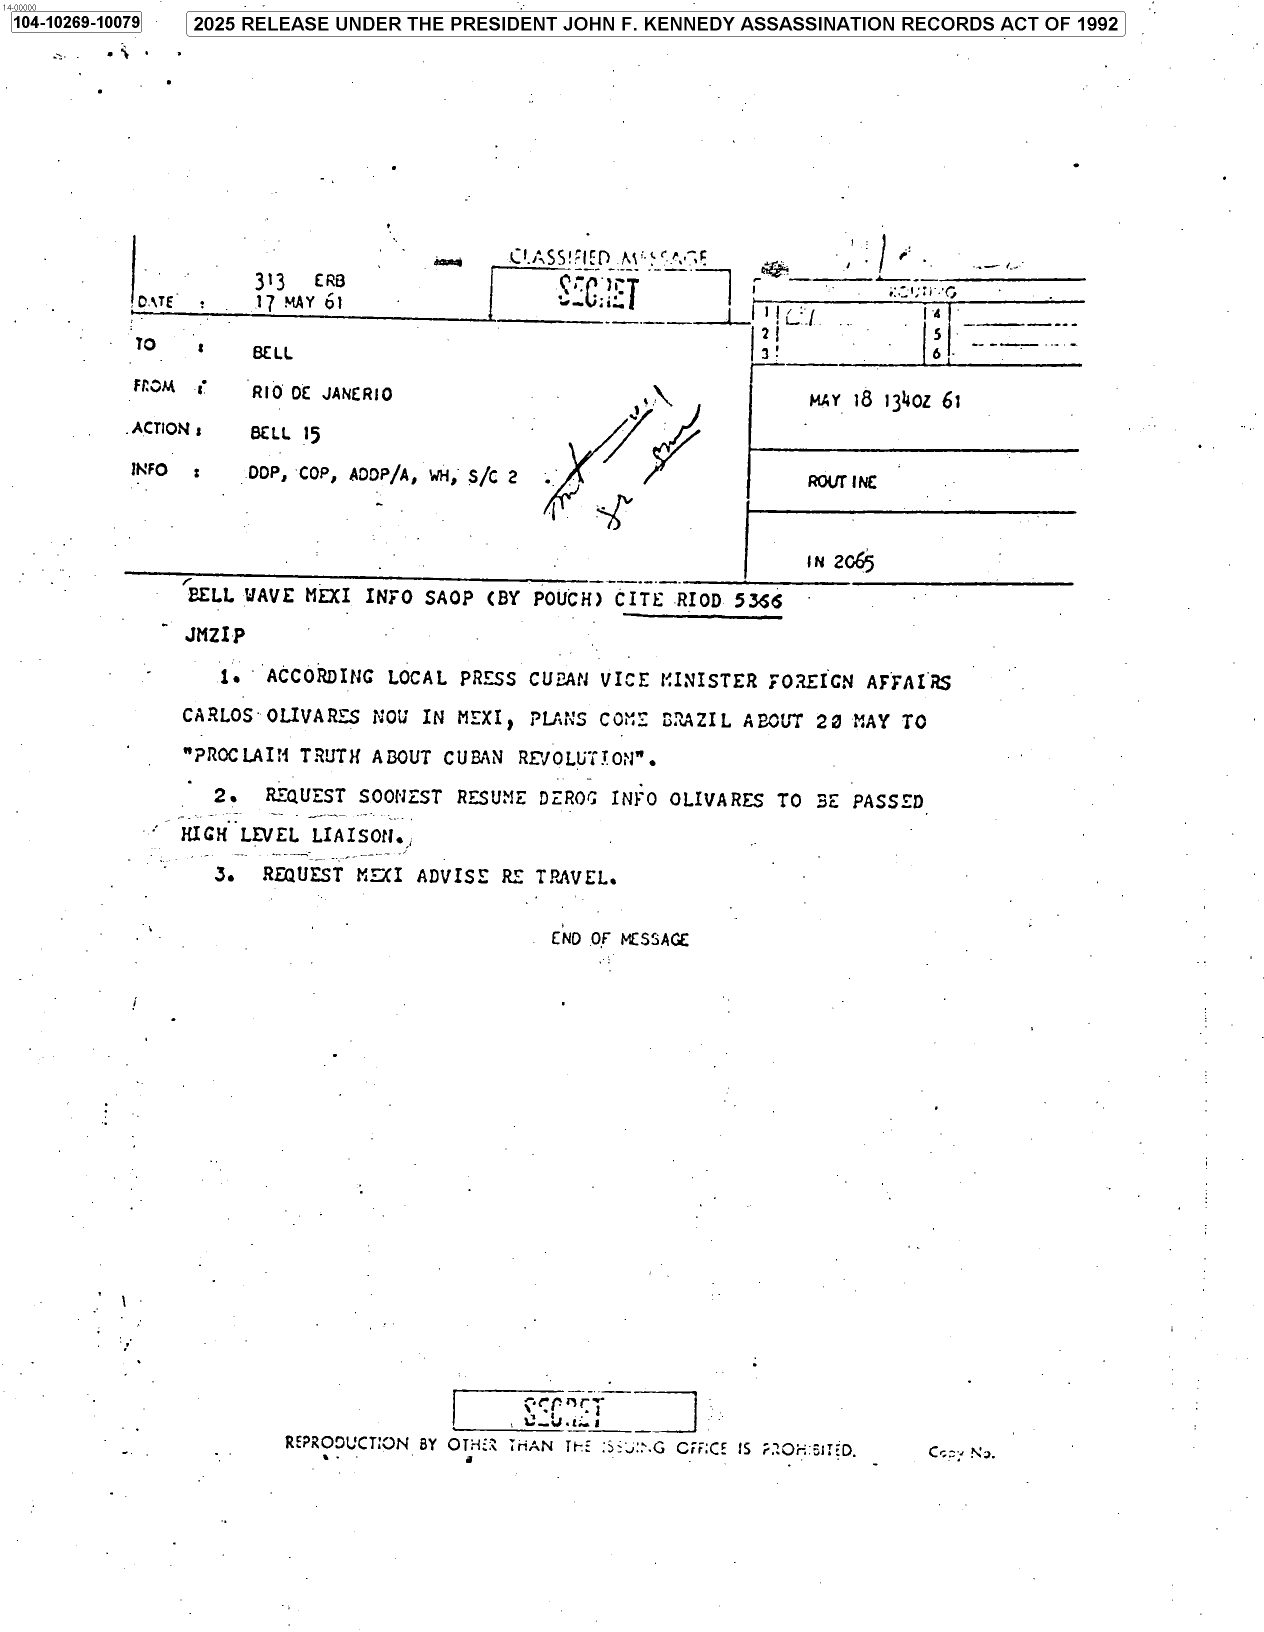 14-00000
104-10269-10079
2025 RELEASE UNDER THE PRESIDENT JOHN F. KENNEDY ASSASSINATION RECORDS ACT OF 1992
CLASSIFIED MESSAGE
SECRET
313 ERB
DATE : 17 MAY 61
ROUTING
1 4
2 5
3 6
TO : BELL
FROM : RIO DE JANERIO
ACTION : BELL 15
INFO : DDP, COP, ADDP/A, WH, S/C 2
MAY 18 1340Z 61
ROUTINE
IN 2065
BELL WAVE MEXI INFO SAOP (BY POUCH) CITE RIOD 5366
JMZIP
1. ACCORDING LOCAL PRESS CUBAN VICE MINISTER FOREIGN AFFAIRS
CARLOS OLIVARES NOW IN MEXI, PLANS COME BRAZIL ABOUT 20 MAY TO
"PROCLAIM TRUTH ABOUT CUBAN REVOLUTION".
2. REQUEST SOONEST RESUME DEROG INFO OLIVARES TO BE PASSED
HIGH LEVEL LIAISON.
3. REQUEST MEXI ADVISE RE TRAVEL.
END OF MESSAGE
SECRET
REPRODUCTION BY OTHER THAN THE ISSUING OFFICE IS PROHIBITED.
Copy No.